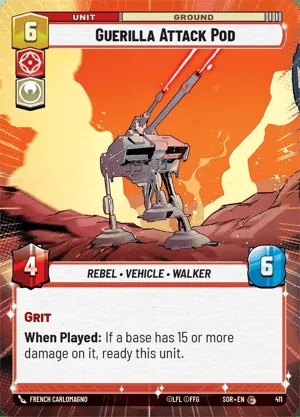 UNIT GROUND
6 GUERILLA ATTACK POD
4 6
REBEL • VEHICLE • WALKER
GRIT
When Played: If a base has 15 or more
damage on it, ready this unit.
FRENCH CARLOMAGNO ©LFL ©FFG SOR • EN C 411